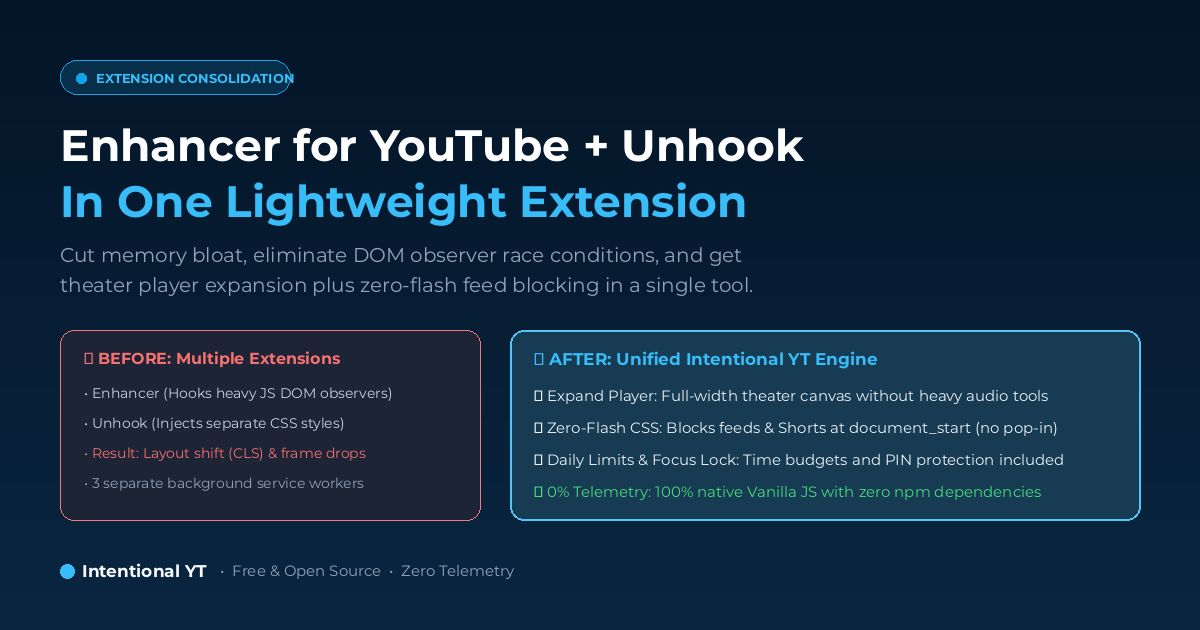 EXTENSION CONSOLIDATION
Enhancer for YouTube + Unhook
In One Lightweight Extension
Cut memory bloat, eliminate DOM observer race conditions, and get
theater player expansion plus zero-flash feed blocking in a single tool.
BEFORE: Multiple Extensions
· Enhancer (Hooks heavy JS DOM observers)
· Unhook (Injects separate CSS styles)
· Result: Layout shift (CLS) & frame drops
· 3 separate background service workers
AFTER: Unified Intentional YT Engine
Expand Player: Full-width theater canvas without heavy audio tools
Zero-Flash CSS: Blocks feeds & Shorts at document_start (no pop-in)
Daily Limits & Focus Lock: Time budgets and PIN protection included
0% Telemetry: 100% native Vanilla JS with zero npm dependencies
Intentional YT · Free & Open Source · Zero Telemetry